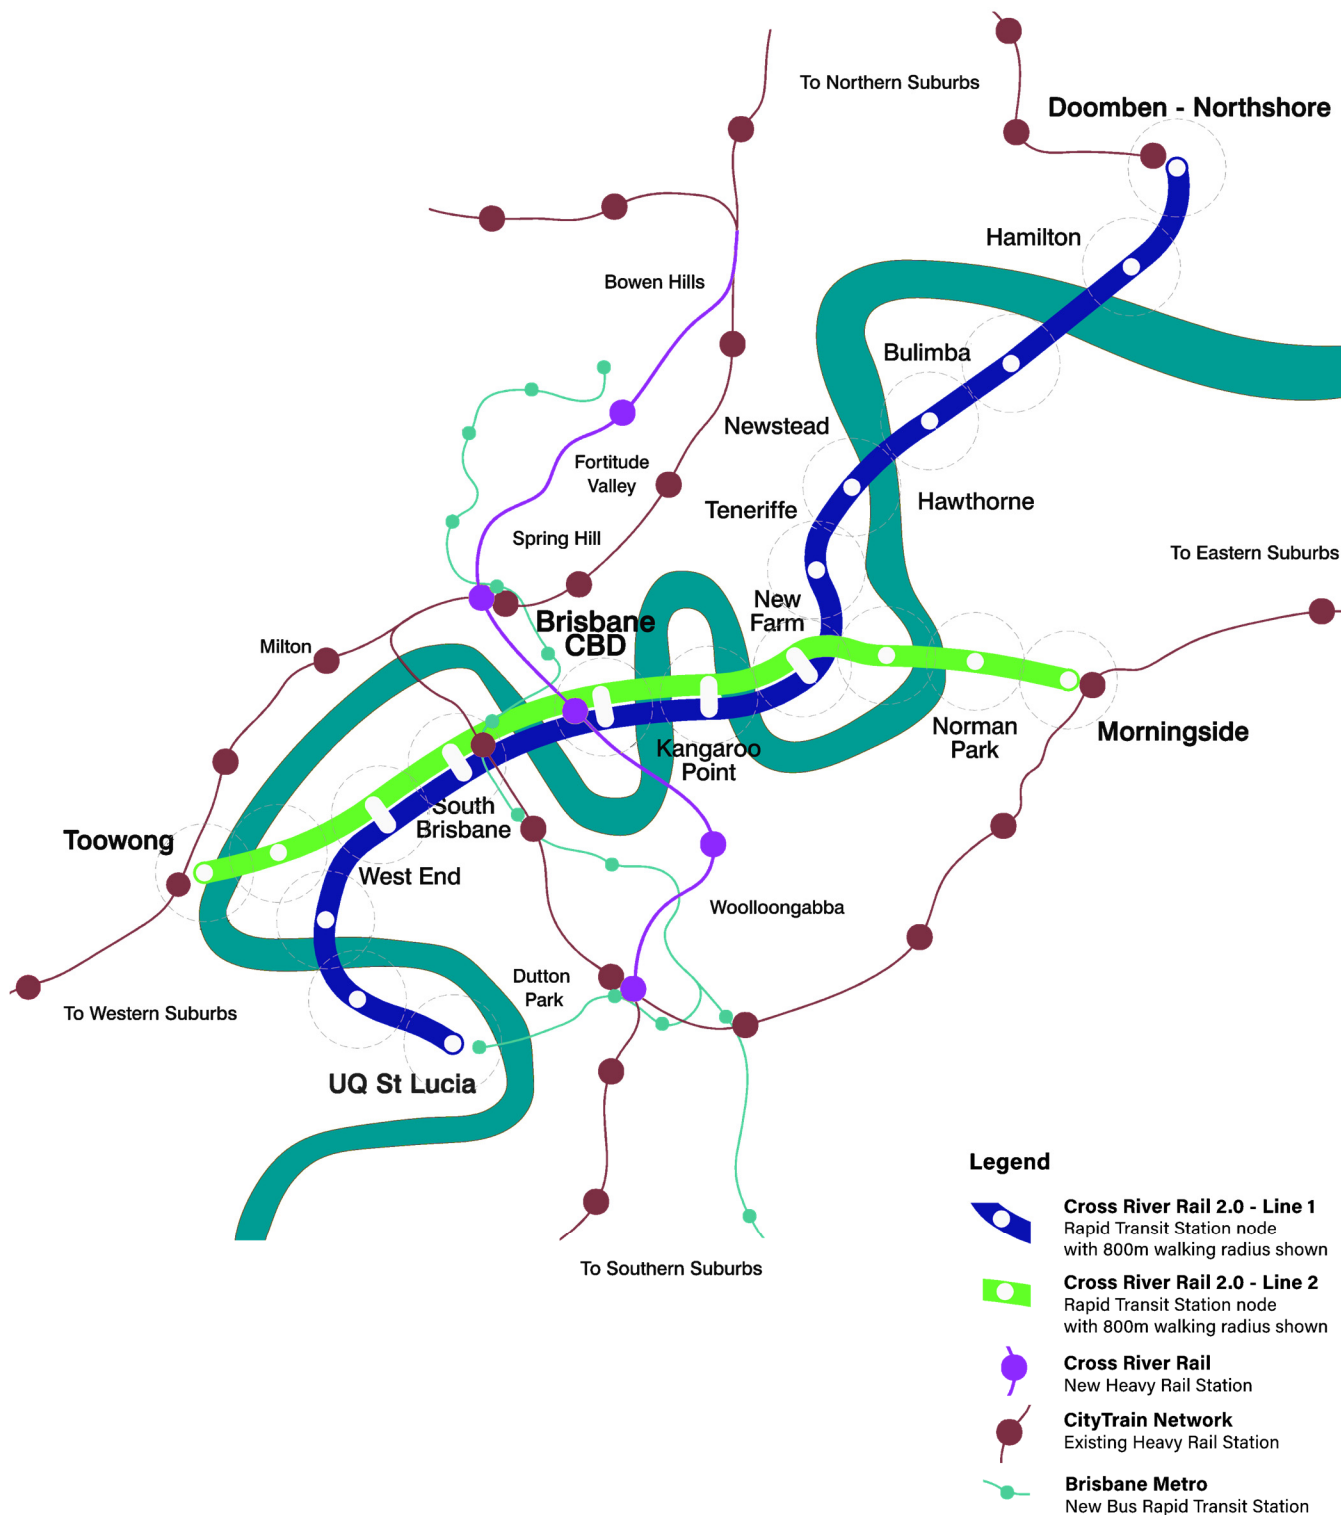 To Northern Suburbs
Doomben - Northshore
Hamilton
Bowen Hills
Bulimba
Newstead
Fortitude
Valley
Teneriffe
Hawthorne
Spring Hill
To Eastern Suburbs
New
Farm
Brisbane
CBD
Milton
Norman
Park
Morningside
Kangaroo
Point
South
Brisbane
Toowong
West End
Woolloongabba
Dutton
Park
To Western Suburbs
UQ St Lucia
To Southern Suburbs
Legend
Cross River Rail 2.0 - Line 1
Rapid Transit Station node
with 800m walking radius shown
Cross River Rail 2.0 - Line 2
Rapid Transit Station node
with 800m walking radius shown
Cross River Rail
New Heavy Rail Station
CityTrain Network
Existing Heavy Rail Station
Brisbane Metro
New Bus Rapid Transit Station